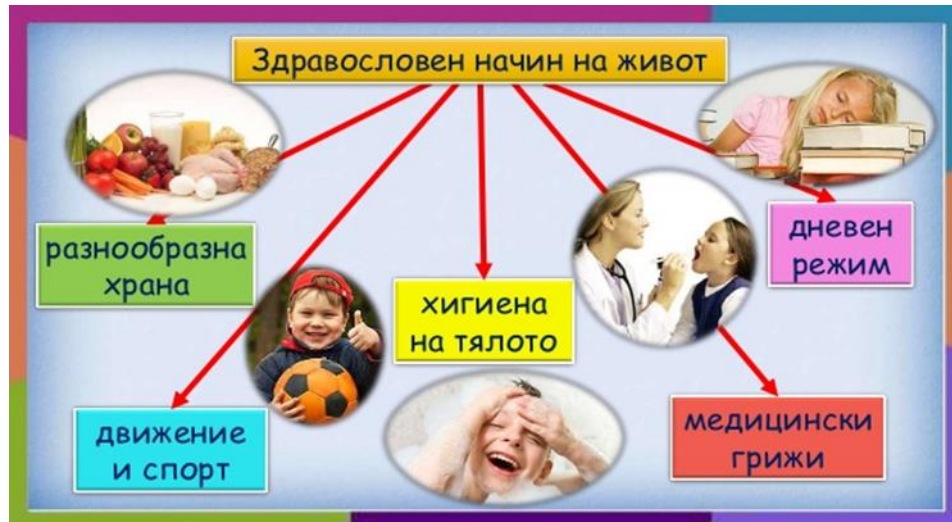 Здравословен начин на живот
разнообразна
храна
движение
и спорт
хигиена
на тялото
медицински
грижи
дневен
режим